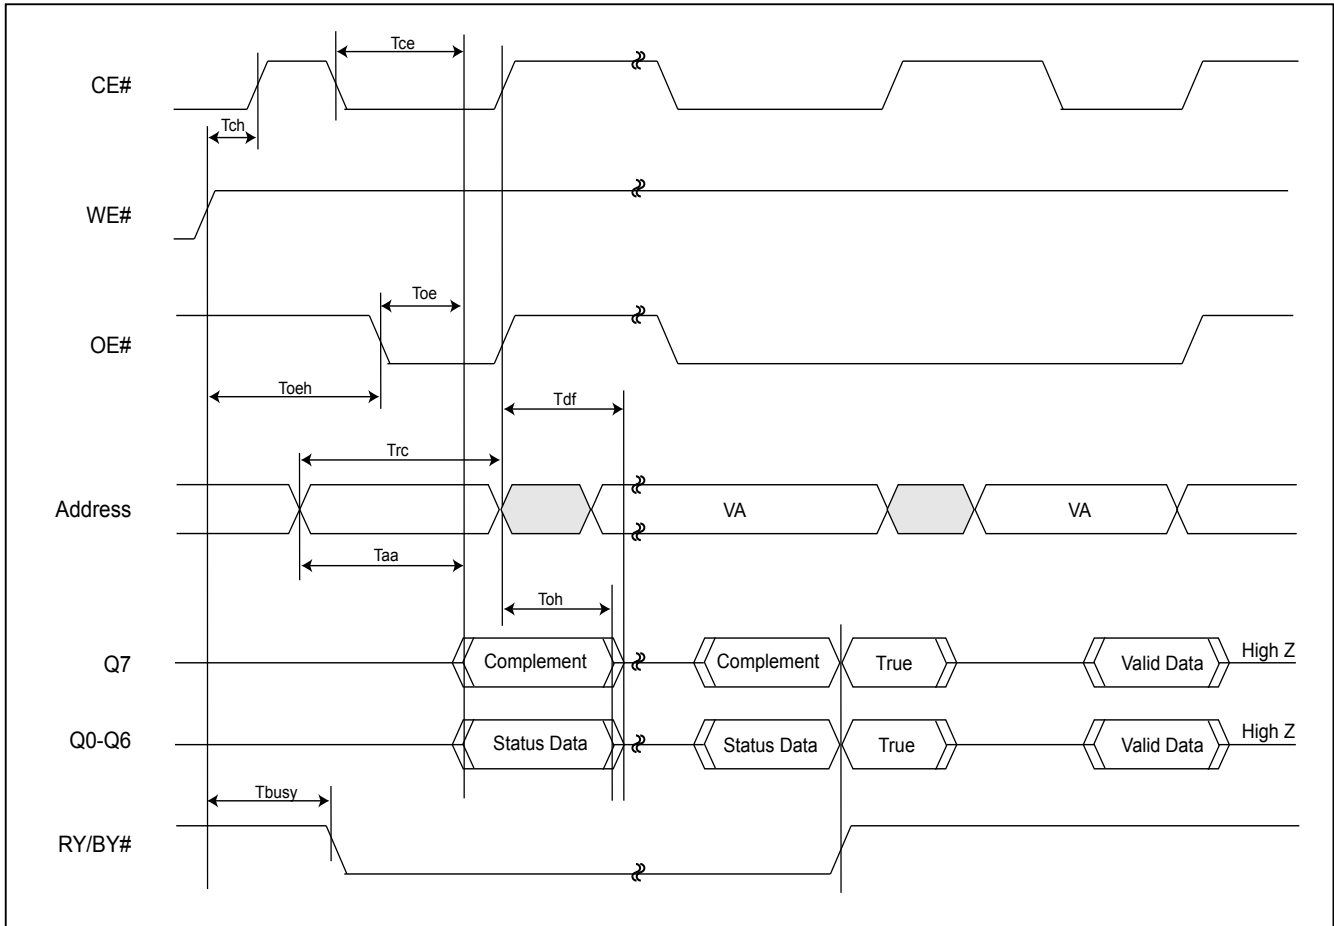 Tce
CE#
Tch
WE#
Toe
OE#
Toeh
Tdf
Trc
Address
VA
VA
Taa
Toh
Q7
Complement
Complement
True
Valid Data
High Z
Q0-Q6
Status Data
Status Data
True
Valid Data
High Z
Tbusy
RY/BY#